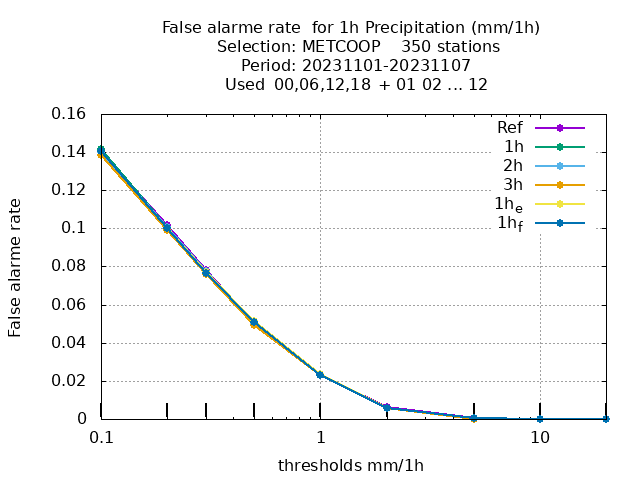 False alarme rate  for 1h Precipitation (mm/1h)
Selection: METCOOP    350 stations
Period: 20231101-20231107
Used  00,06,12,18  + 01 02 ... 12
0.16
0.14
0.12
0.1
0.08
0.06
0.04
0.02
0
False alarme rate
Ref
1h
2h
3h
1he
1hf
0.1
1
10
thresholds mm/1h